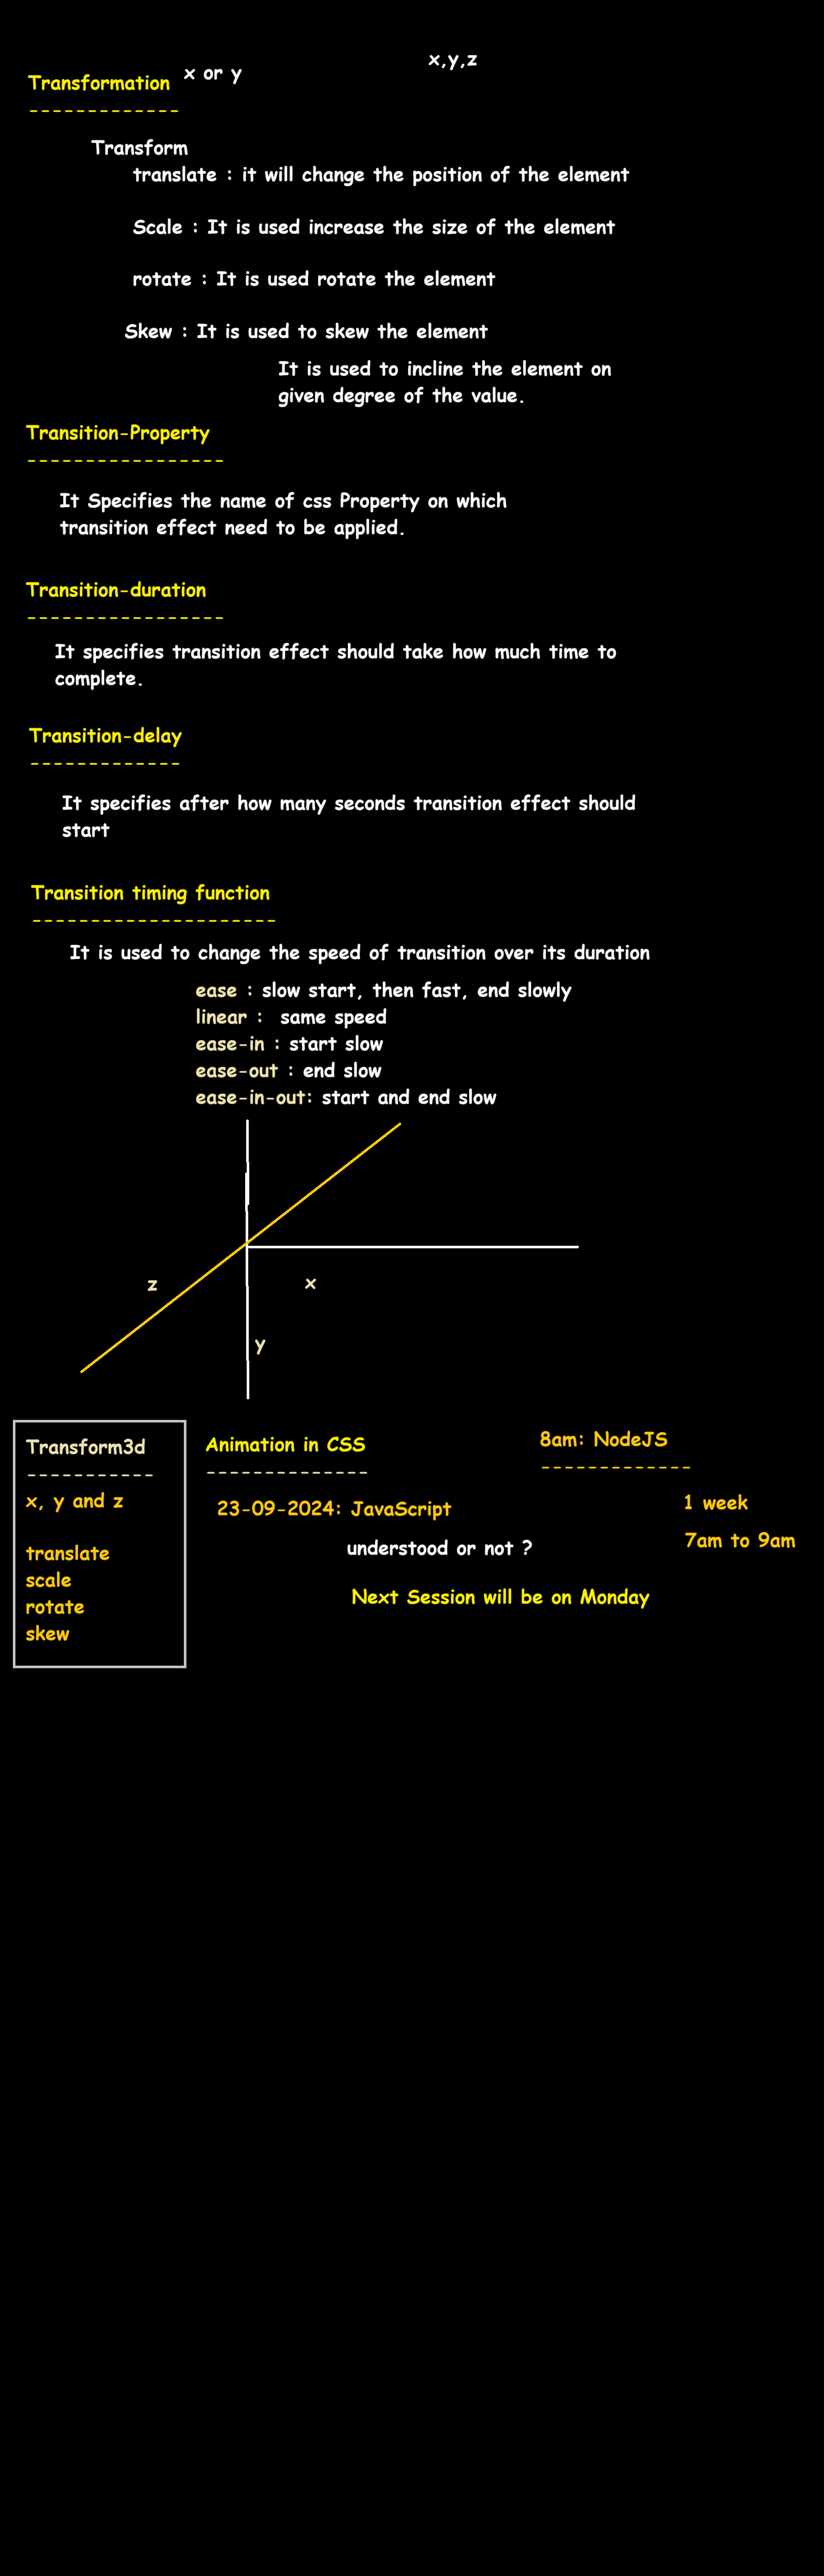 x,y,z
x or y
Transformation
-------------
Transform
translate : it will change the position of the element
Scale : It is used increase the size of the element
rotate : It is used rotate the element
Skew : It is used to skew the element
It is used to incline the element on
given degree of the value.
Transition-Property
-----------------
It Specifies the name of css Property on which
transition effect need to be applied.
Transition-duration
-----------------
It specifies transition effect should take how much time to
complete.
Transition-delay
-------------
It specifies after how many seconds transition effect should
start
Transition timing function
---------------------
It is used to change the speed of transition over its duration
ease : slow start, then fast, end slowly
linear :  same speed
ease-in : start slow
ease-out : end slow
ease-in-out: start and end slow
z
x
y
Transform3d
-----------
x, y and z
translate
scale
rotate
skew
Animation in CSS
--------------
23-09-2024: JavaScript
understood or not ?
Next Session will be on Monday
8am: NodeJS
-------------
1 week
7am to 9am